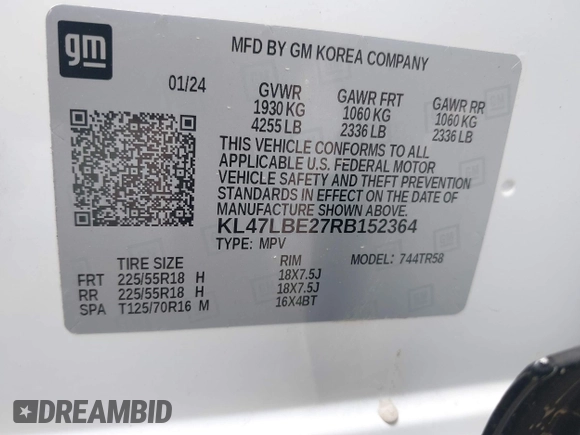 gm
MFD BY GM KOREA COMPANY
01/24
GVWR GAWR FRT GAWR RR
1930 KG 1060 KG 1060 KG
4255 LB 2336 LB 2336 LB
THIS VEHICLE CONFORMS TO ALL
APPLICABLE U.S. FEDERAL MOTOR
VEHICLE SAFETY AND THEFT PREVENTION
STANDARDS IN EFFECT ON THE DATE
OF MANUFACTURE SHOWN ABOVE.
KL47LBE27RB152364
TYPE: MPV MODEL: 744TR58
TIRE SIZE RIM
FRT 225/55R18 H 18X7.5J
RR 225/55R18 H 18X7.5J
SPA T125/70R16 M 16X4BT
DREAMBID